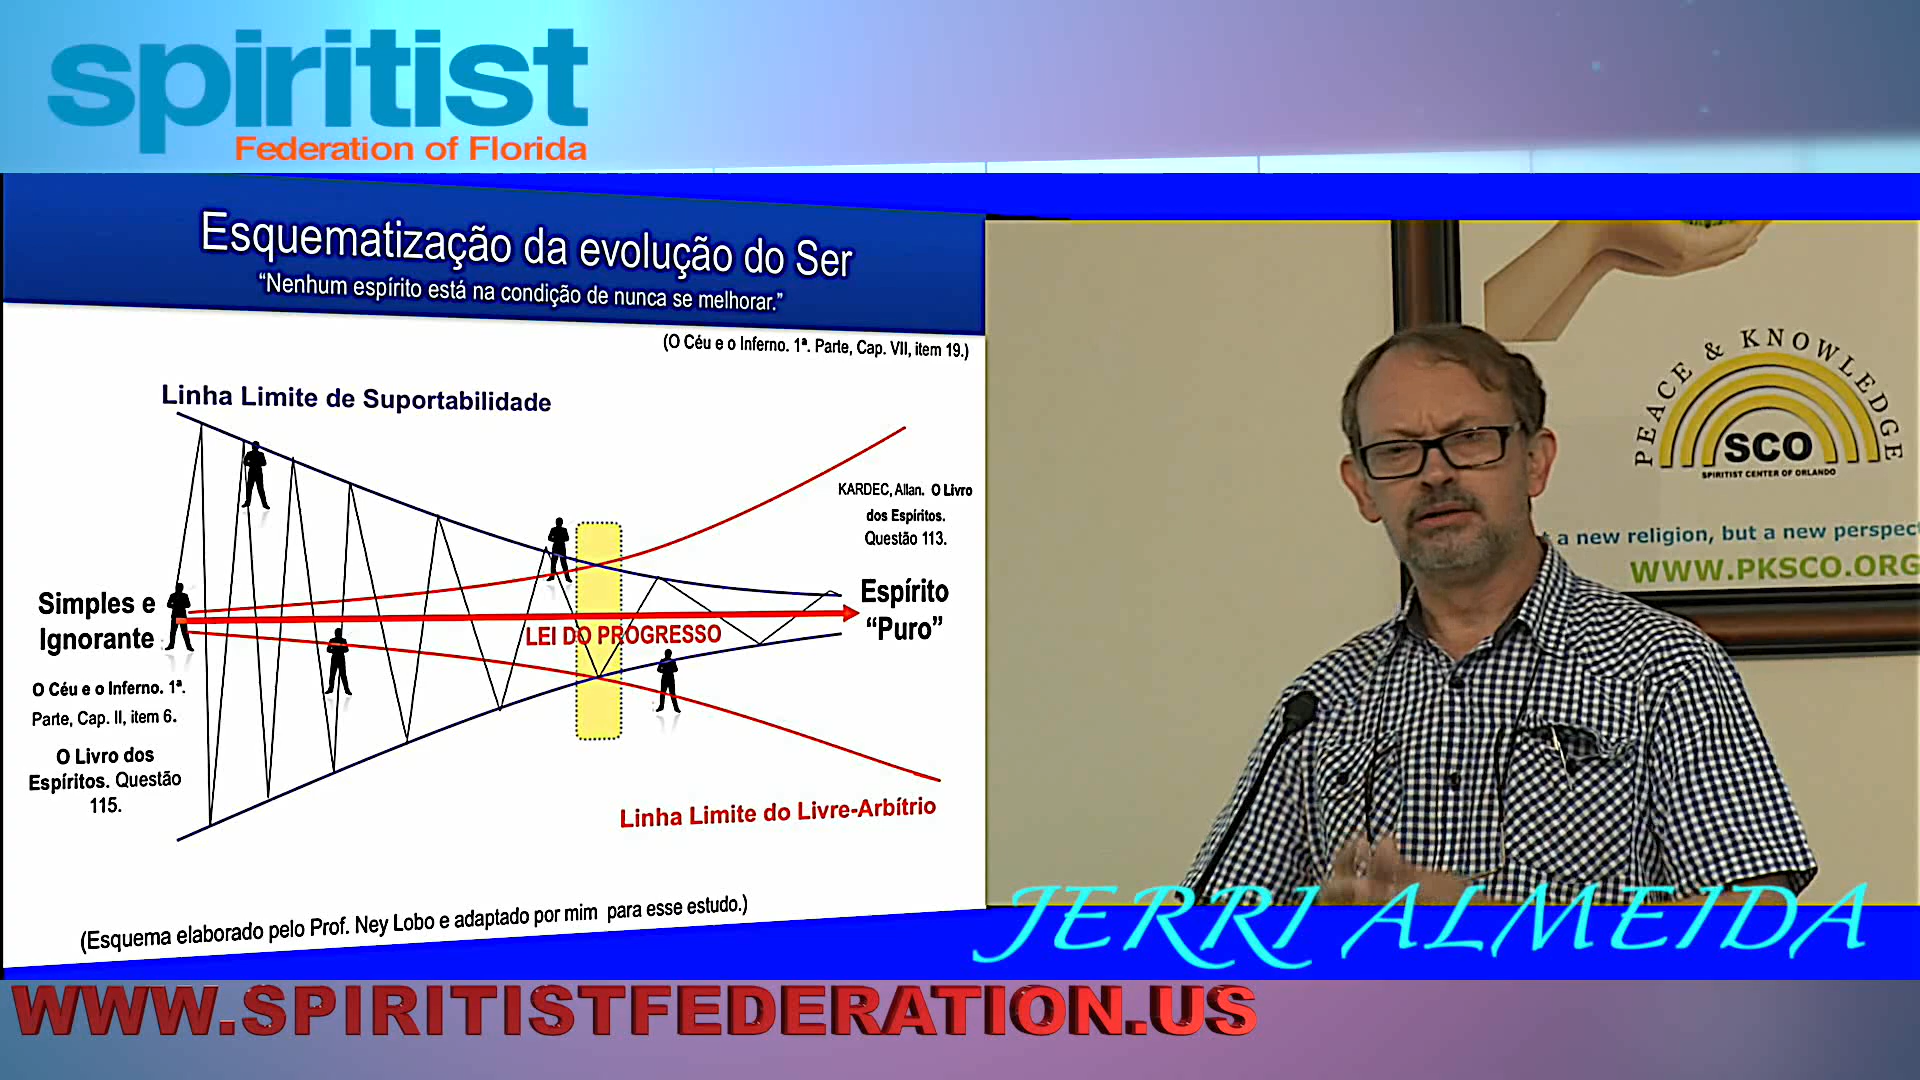 spiritist
Federation of Florida
Esquematização da evolução do Ser
“Nenhum espírito está na condição de nunca se melhorar.”
(O Céu e o Inferno. 1ª. Parte, Cap. VII, item 19.)
Linha Limite de Suportabilidade
KARDEC, Allan. O Livro
dos Espíritos.
Questão 113.
Simples e
Ignorante
Espírito
“Puro”
LEI DO PROGRESSO
O Céu e o Inferno. 1ª.
Parte, Cap. II, item 6.
O Livro dos
Espíritos. Questão
115.
Linha Limite do Livre-Arbítrio
(Esquema elaborado pelo Prof. Ney Lobo e adaptado por mim para esse estudo.)
PEACE & KNOWLEDGE
SCO
SPIRITIST CENTER OF ORLANDO
a new religion, but a new perspect
WWW.PKSCO.ORG
JERRI ALMEIDA
WWW.SPIRITISTFEDERATION.US